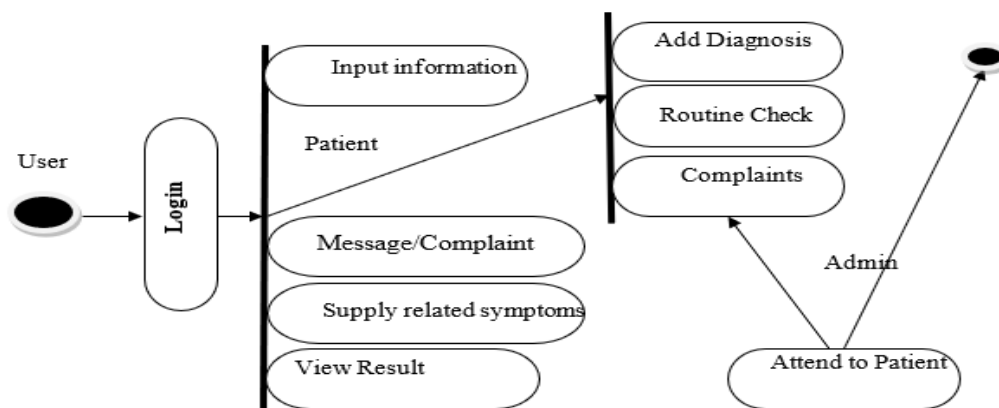 User
Login
Input information
Patient
Message/Complaint
Supply related symptoms
View Result
Add Diagnosis
Routine Check
Complaints
Admin
Attend to Patient